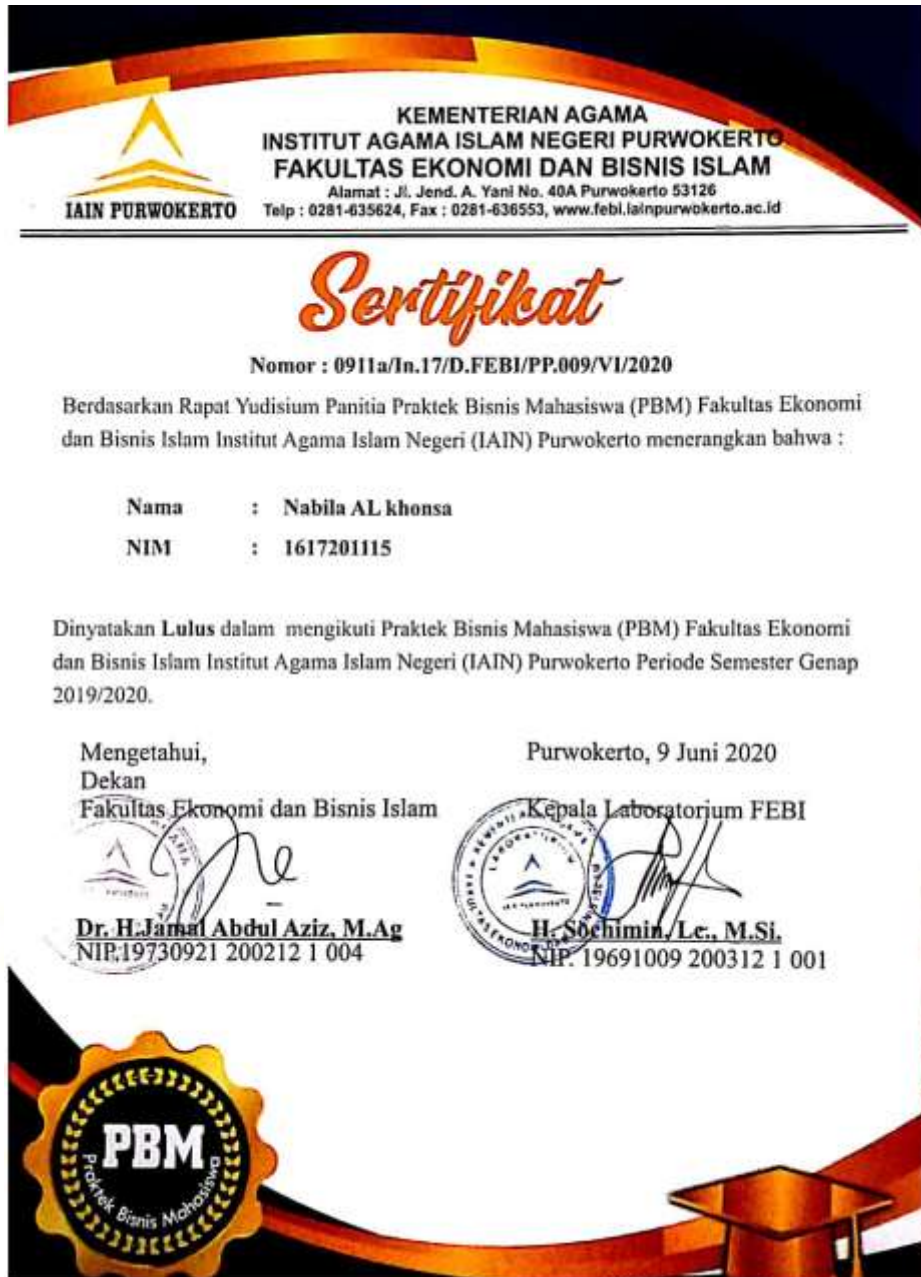 KEMENTERIAN AGAMA
INSTITUT AGAMA ISLAM NEGERI PURWOKERTO
FAKULTAS EKONOMI DAN BISNIS ISLAM
Alamat : Jl. Jend. A. Yani No. 40A Purwokerto 53126
Telp : 0281-635624, Fax : 0281-636553, www.febi.iainpurwokerto.ac.id
IAIN PURWOKERTO
Sertifikat
Nomor : 0911a/In.17/D.FEBI/PP.009/VI/2020
Berdasarkan Rapat Yudisium Panitia Praktek Bisnis Mahasiswa (PBM) Fakultas Ekonomi
dan Bisnis Islam Institut Agama Islam Negeri (IAIN) Purwokerto menerangkan bahwa :
Nama : Nabila AL khonsa
NIM : 1617201115
Dinyatakan Lulus dalam mengikuti Praktek Bisnis Mahasiswa (PBM) Fakultas Ekonomi
dan Bisnis Islam Institut Agama Islam Negeri (IAIN) Purwokerto Periode Semester Genap
2019/2020.
Mengetahui,
Dekan
Fakultas Ekonomi dan Bisnis Islam
Dr. H.Jamal Abdul Aziz, M.Ag
NIP.19730921 200212 1 004
Purwokerto, 9 Juni 2020
Kepala Laboratorium FEBI
H. Sochimin, Lc., M.Si.
NIP. 19691009 200312 1 001
LABORATORIUM
PBM
Praktek Bisnis Mahasiswa